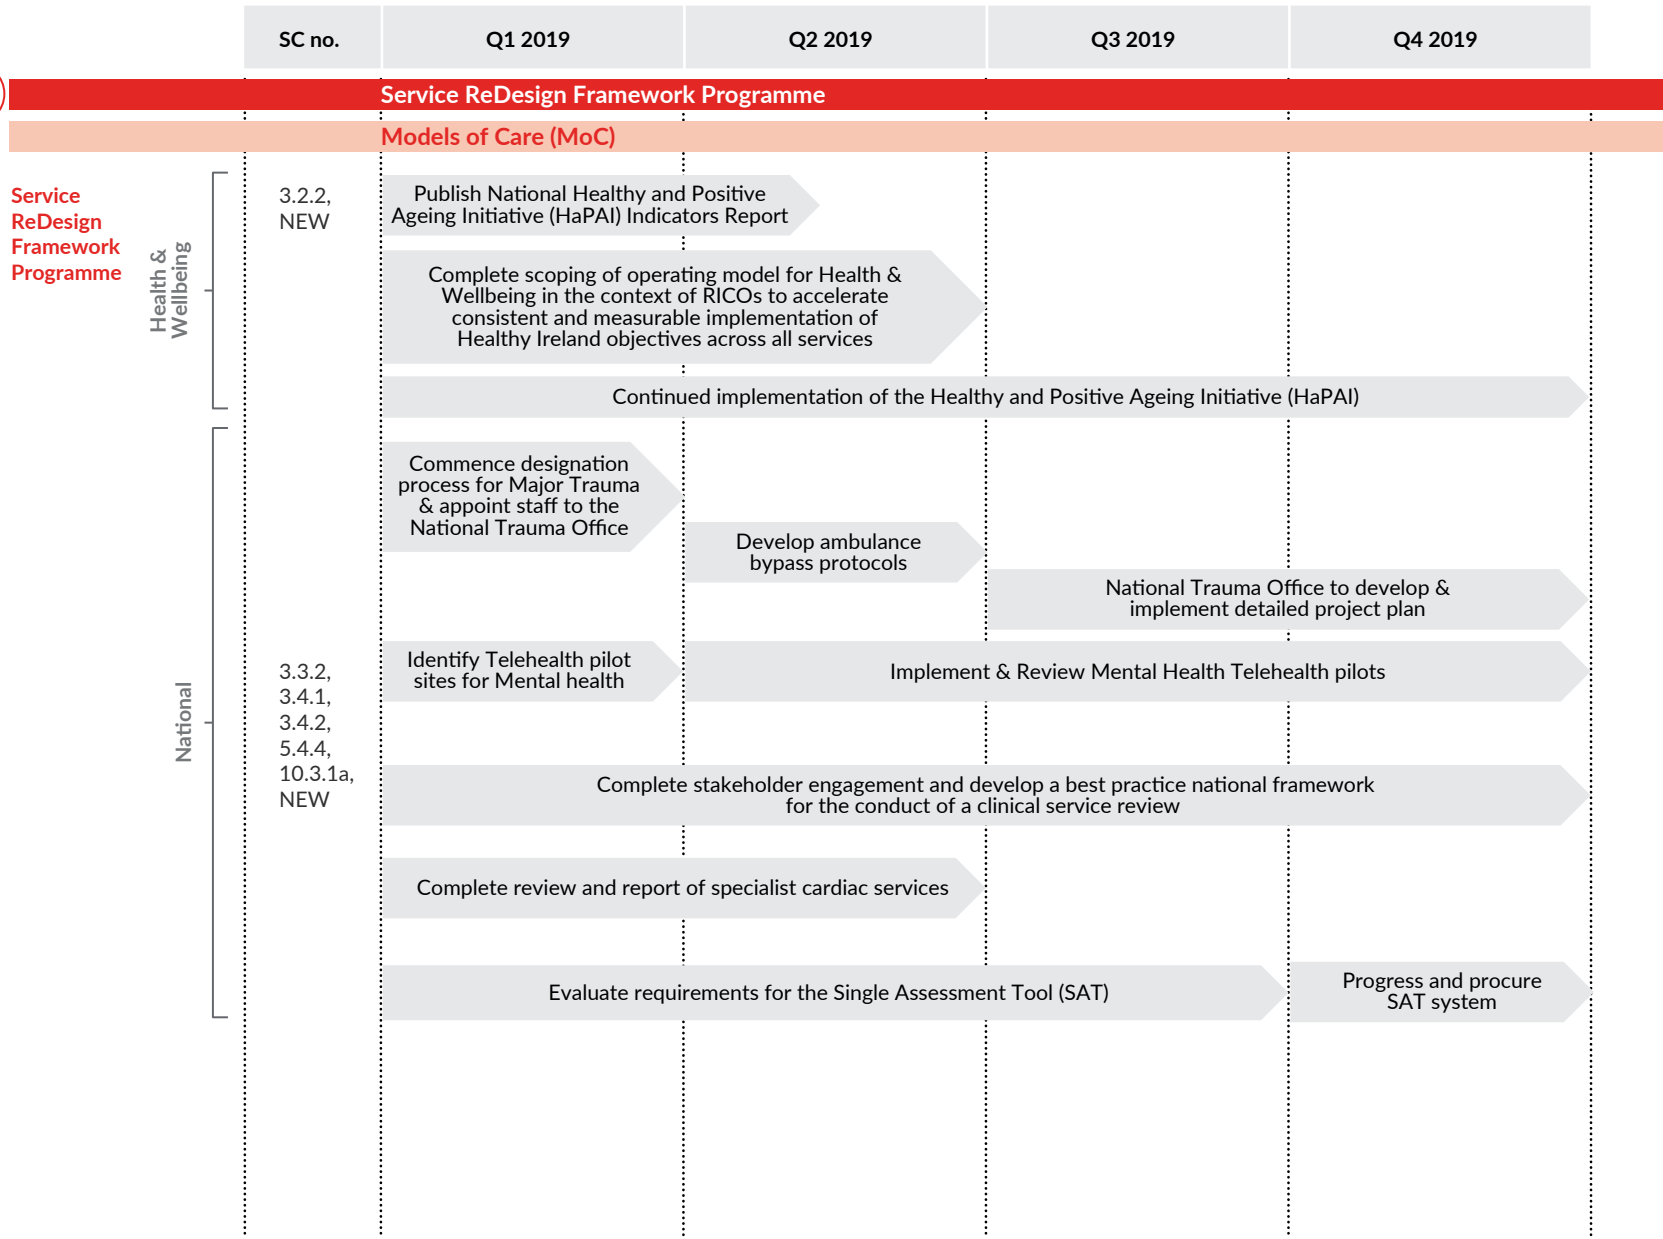 SC no.
Q1 2019
Q2 2019
Q3 2019
Q4 2019
Service ReDesign Framework Programme
Models of Care (MoC)
Service
ReDesign
Framework
Programme
Health &
Wellbeing
3.2.2,
NEW
Publish National Healthy and Positive
Ageing Initiative (HaPAI) Indicators Report
Complete scoping of operating model for Health &
Wellbeing in the context of RICOs to accelerate
consistent and measurable implementation of
Healthy Ireland objectives across all services
Continued implementation of the Healthy and Positive Ageing Initiative (HaPAI)
National
3.3.2,
3.4.1,
3.4.2,
5.4.4,
10.3.1a,
NEW
Commence designation
process for Major Trauma
& appoint staff to the
National Trauma Office
Develop ambulance
bypass protocols
National Trauma Office to develop &
implement detailed project plan
Identify Telehealth pilot
sites for Mental health
Implement & Review Mental Health Telehealth pilots
Complete stakeholder engagement and develop a best practice national framework
for the conduct of a clinical service review
Complete review and report of specialist cardiac services
Evaluate requirements for the Single Assessment Tool (SAT)
Progress and procure
SAT system